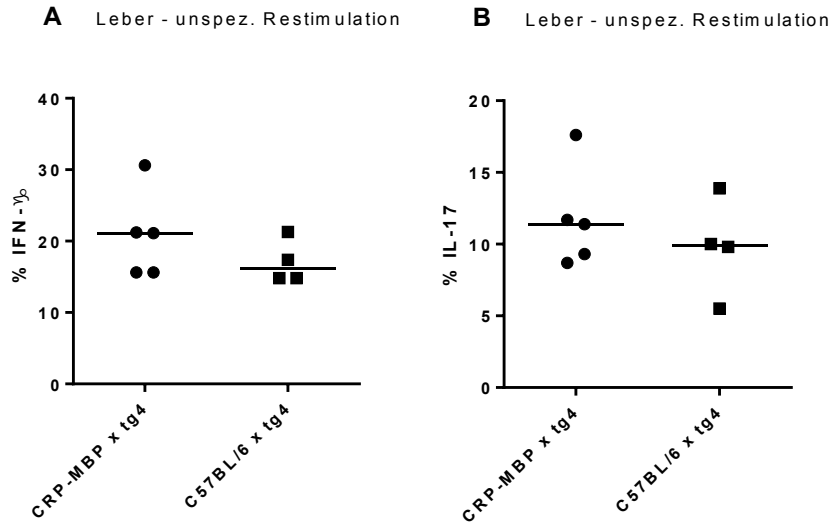 A Leber - unspez. Restimulation
% IFN-γ
40
30
20
10
0
CRP-MBP x tg4
C57BL/6 x tg4
B Leber - unspez. Restimulation
% IL-17
20
15
10
5
0
CRP-MBP x tg4
C57BL/6 x tg4